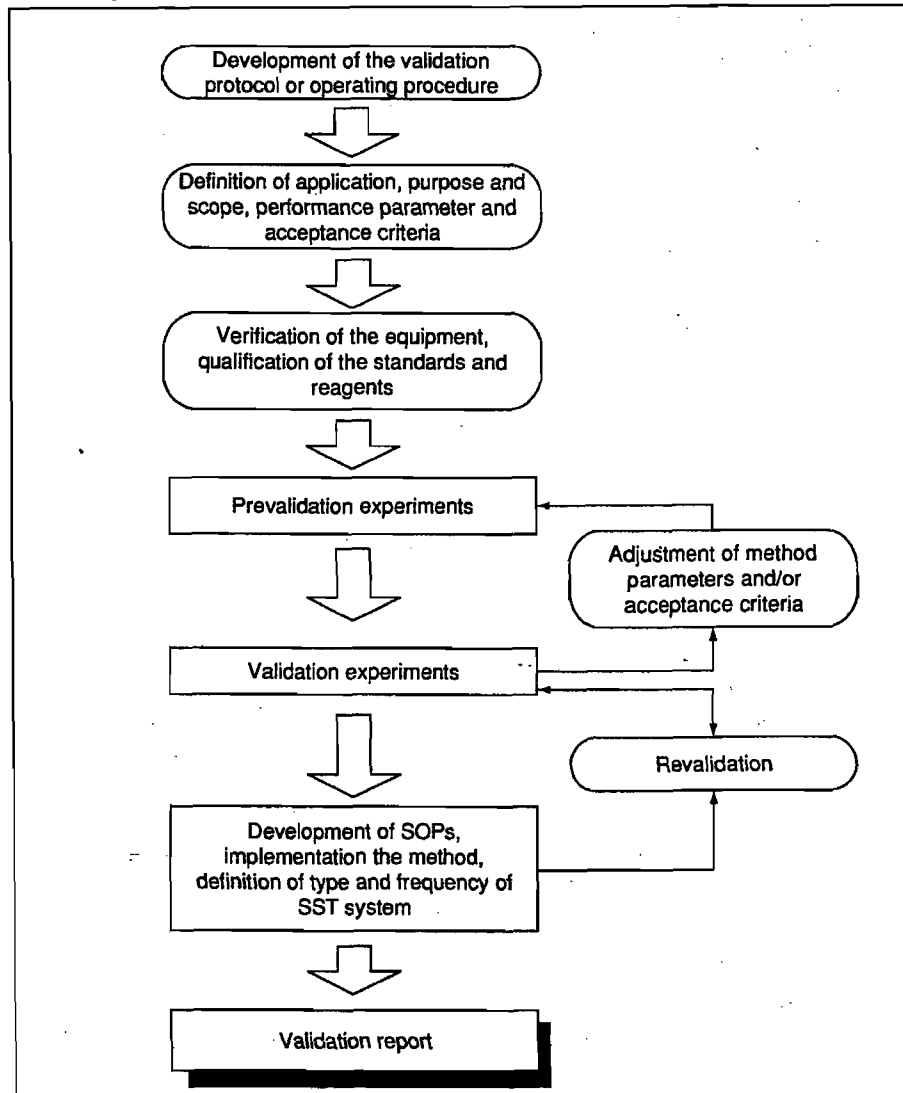 Development of the validation
protocol or operating procedure
Definition of application, purpose and
scope, performance parameter and
acceptance criteria
Verification of the equipment,
qualification of the standards and
reagents
Prevalidation experiments
Adjustment of method
parameters and/or
acceptance criteria
Validation experiments
Revalidation
Development of SOPs,
implementation the method,
definition of type and frequency of
SST system
Validation report